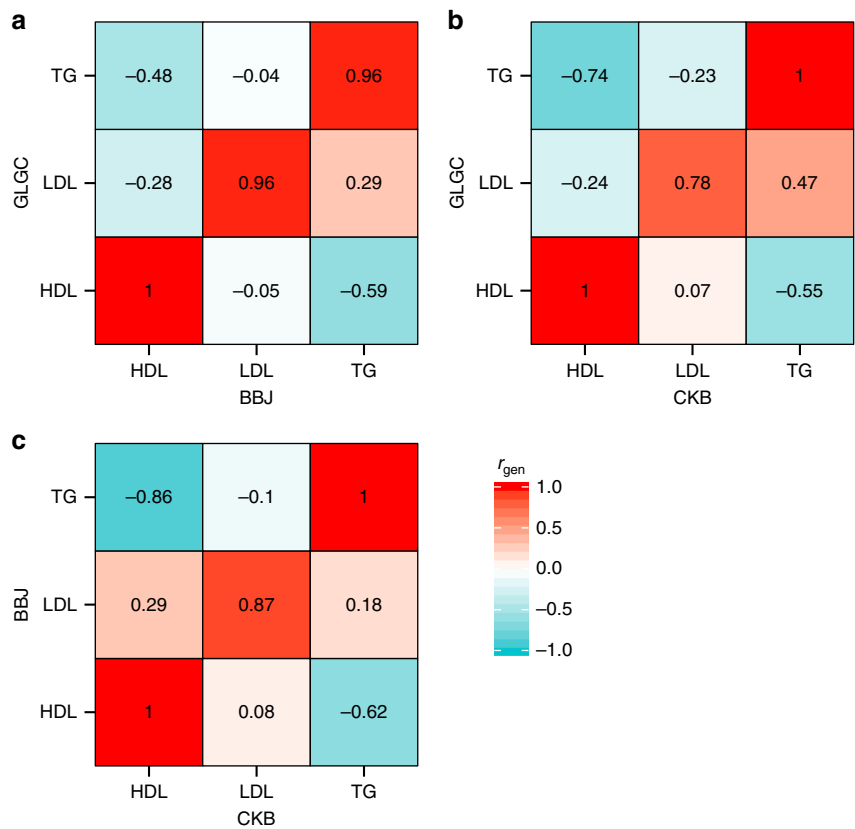 a
TG −0.48 −0.04 0.96
LDL −0.28 0.96 0.29
HDL 1 −0.05 −0.59
GLGC
HDL LDL TG
BBJ
b
TG −0.74 −0.23 1
LDL −0.24 0.78 0.47
HDL 1 0.07 −0.55
GLGC
HDL LDL TG
CKB
c
TG −0.86 −0.1 1
LDL 0.29 0.87 0.18
HDL 1 0.08 −0.62
BBJ
HDL LDL TG
CKB
rgen
1.0
0.5
0.0
−0.5
−1.0